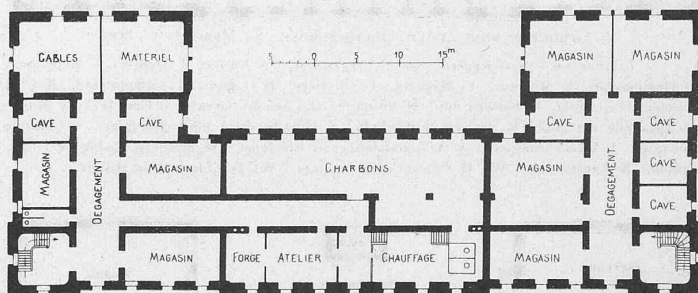 CABLES
MATERIEL
5 0 5 10 15m
MAGASIN
MAGASIN
CAVE
CAVE
CAVE
CAVE
MAGASIN
DEGAGEMENT
MAGASIN
CHARBONS
MAGASIN
DEGAGEMENT
CAVE
CAVE
MAGASIN
FORGE
ATELIER
CHAUFFAGE
MAGASIN